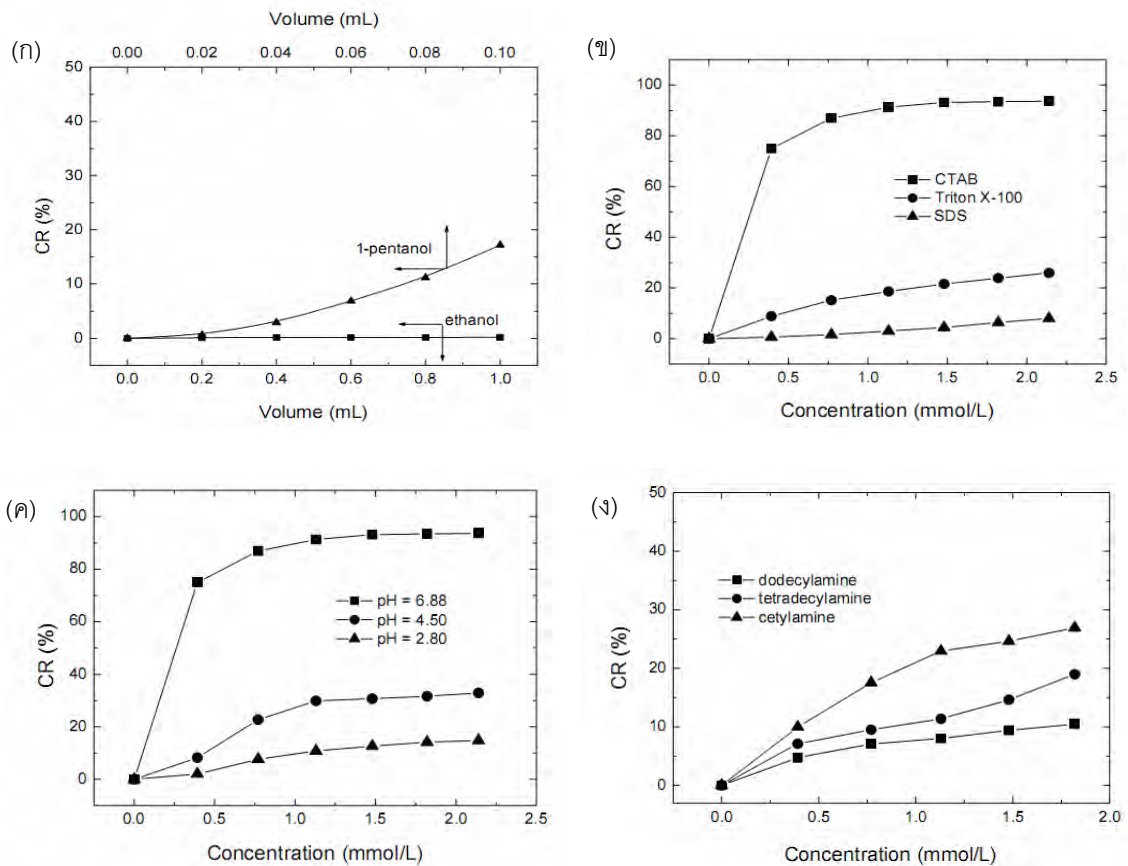 (ก)
Volume (mL)
0.00 0.02 0.04 0.06 0.08 0.10
50
40
30
20
10
0
CR (%)
1-pentanol
ethanol
0.0 0.2 0.4 0.6 0.8 1.0
Volume (mL)
(ข)
100
80
60
40
20
0
CR (%)
CTAB
Triton X-100
SDS
0.0 0.5 1.0 1.5 2.0 2.5
Concentration (mmol/L)
(ค)
100
80
60
40
20
0
CR (%)
pH = 6.88
pH = 4.50
pH = 2.80
0.0 0.5 1.0 1.5 2.0 2.5
Concentration (mmol/L)
(ง)
50
40
30
20
10
0
CR (%)
dodecylamine
tetradecylamine
cetylamine
0.0 0.5 1.0 1.5 2.0
Concentration (mmol/L)